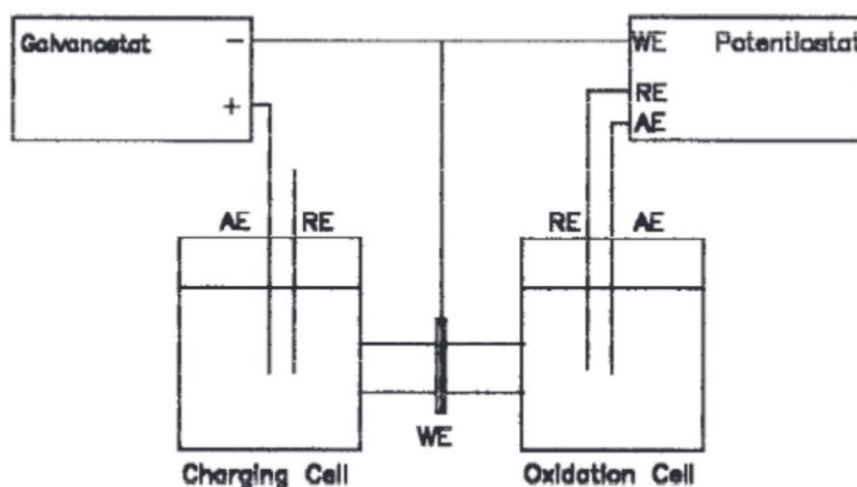 Galvanostat
−
+
WE
Potentiostat
RE
AE
AE
RE
RE
AE
WE
Charging Cell
Oxidation Cell